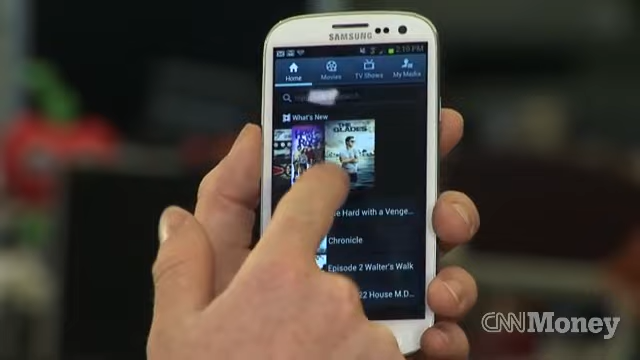 SAMSUNG
2:10 PM
Home Movies TV Shows My Media
What's New
THE GLADES
Hard with a Venge...
Chronicle
Episode 2 Walter's Walk
22 House M.D...
CNNMoney